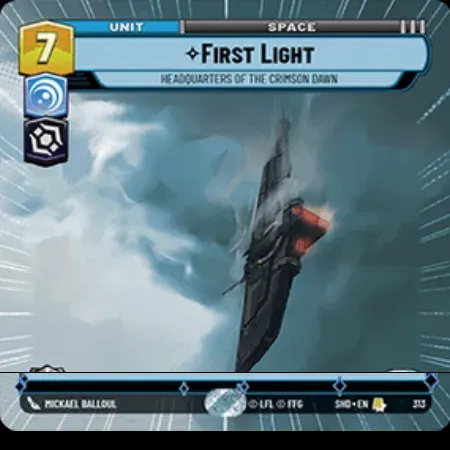 UNIT
SPACE
7
FIRST LIGHT
HEADQUARTERS OF THE CRIMSON DAWN
MICKAEL BALLOUL
© LFL © FFG
SHD • EN
313